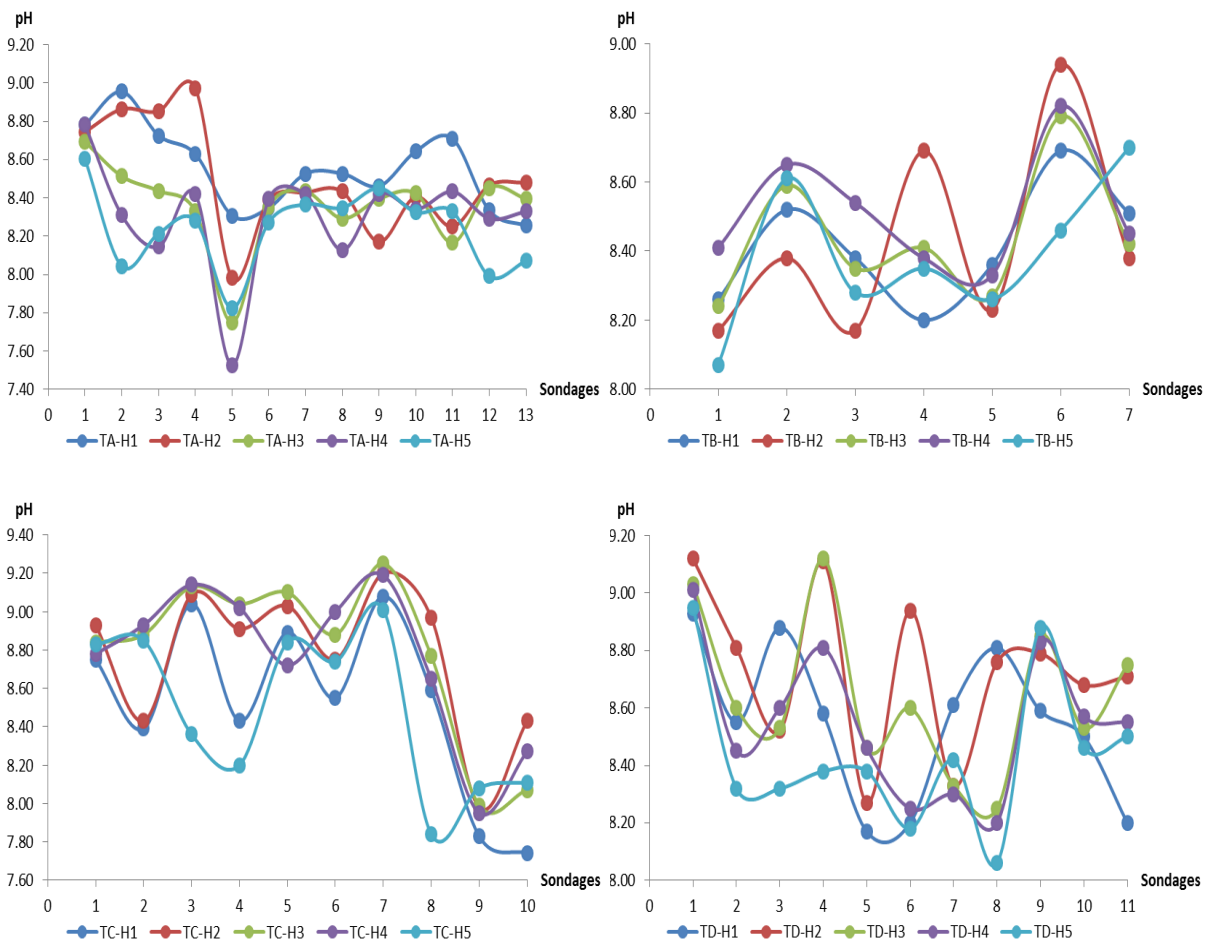 pH
9.20
9.00
8.80
8.60
8.40
8.20
8.00
7.80
7.60
7.40
Sondages
0 1 2 3 4 5 6 7 8 9 10 11 12 13
TA-H1 TA-H2 TA-H3 TA-H4 TA-H5
pH
9.00
8.80
8.60
8.40
8.20
8.00
Sondages
0 1 2 3 4 5 6 7
TB-H1 TB-H2 TB-H3 TB-H4 TB-H5
pH
9.40
9.20
9.00
8.80
8.60
8.40
8.20
8.00
7.80
7.60
Sondages
0 1 2 3 4 5 6 7 8 9 10
TC-H1 TC-H2 TC-H3 TC-H4 TC-H5
pH
9.20
9.00
8.80
8.60
8.40
8.20
8.00
Sondages
0 1 2 3 4 5 6 7 8 9 10 11
TD-H1 TD-H2 TD-H3 TD-H4 TD-H5